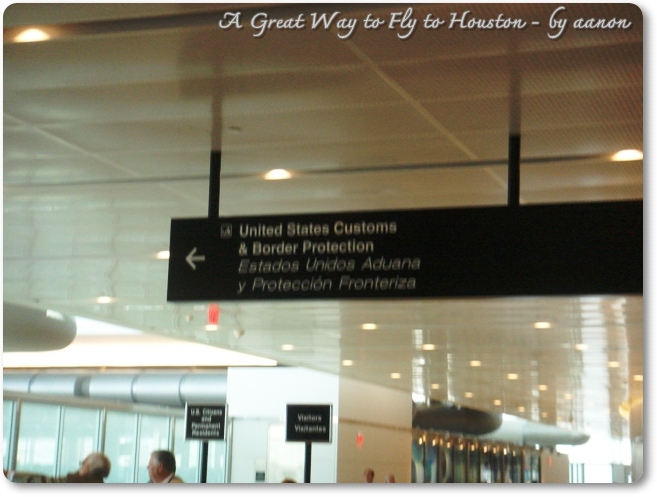 A Great Way to Fly to Houston - by aanon
United States Customs
& Border Protection
Estados Unidos Aduana
y Protección Fronteriza
U.S. Citizens
and
Permanent
Residents
Visitors
Visitantes